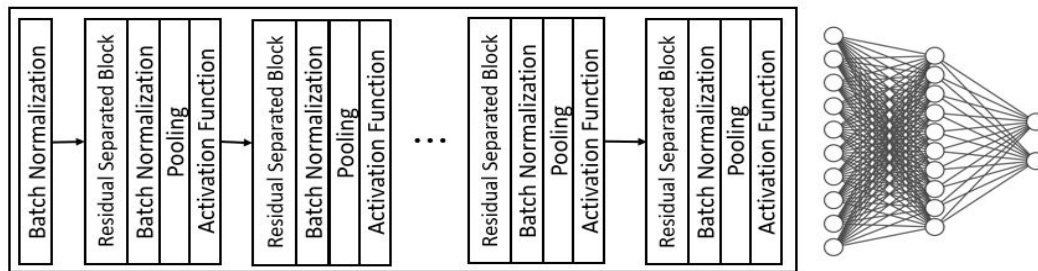 Batch Normalization
Residual Separated Block
Batch Normalization
Pooling
Activation Function
Residual Separated Block
Batch Normalization
Pooling
Activation Function
...
Residual Separated Block
Batch Normalization
Pooling
Activation Function
Residual Separated Block
Batch Normalization
Pooling
Activation Function